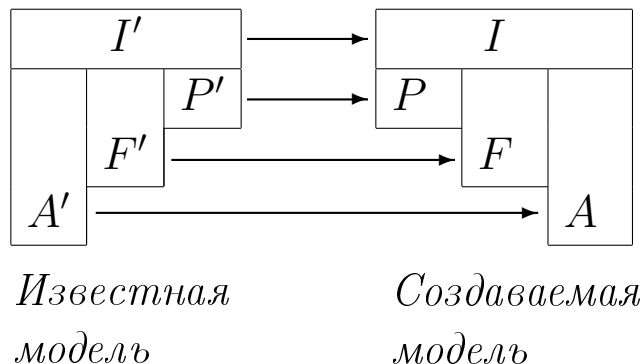 I′ I
P′ P
F′ F
A′ A
Известная Создаваемая
модель модель